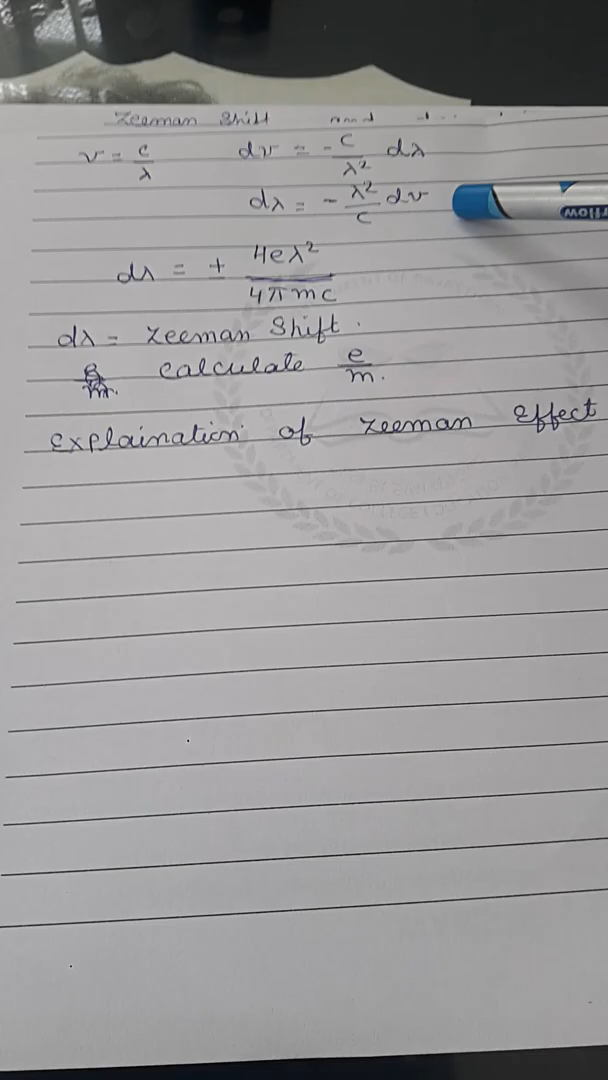 Zeeman Shift
ν = c/λ dν = - c/λ² dλ
dλ = - λ²/c dν
dλ = ± 4eλ²/4πmc
dλ = Zeeman Shift.
calculate e/m.
explaination of Zeeman effect